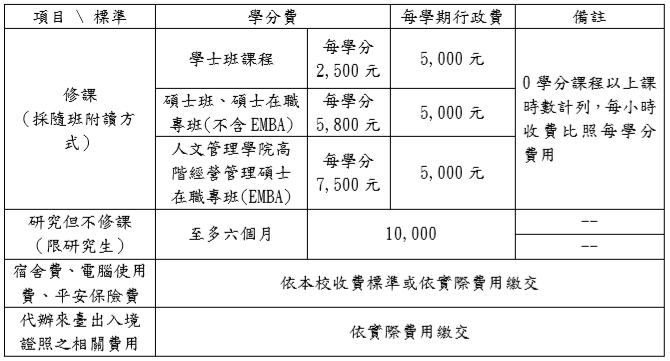 項目 \ 標準
學分費
每學期行政費
備註
修課
(採隨班附讀方
式)
學士班課程
每學分
2,500 元
5,000 元
碩士班、碩士在職
專班(不含 EMBA)
每學分
5,800 元
5,000 元
人文管理學院高
階經營管理碩士
在職專班(EMBA)
每學分
7,500 元
5,000 元
0 學分課程以上課
時數計列，每小時
收費比照每學分
費用
研究但不修課
(限研究生)
至多六個月
10,000
--
--
宿舍費、電腦使用
費、平安保險費
依本校收費標準或依實際費用繳交
代辦來臺出入境
證照之相關費用
依實際費用繳交